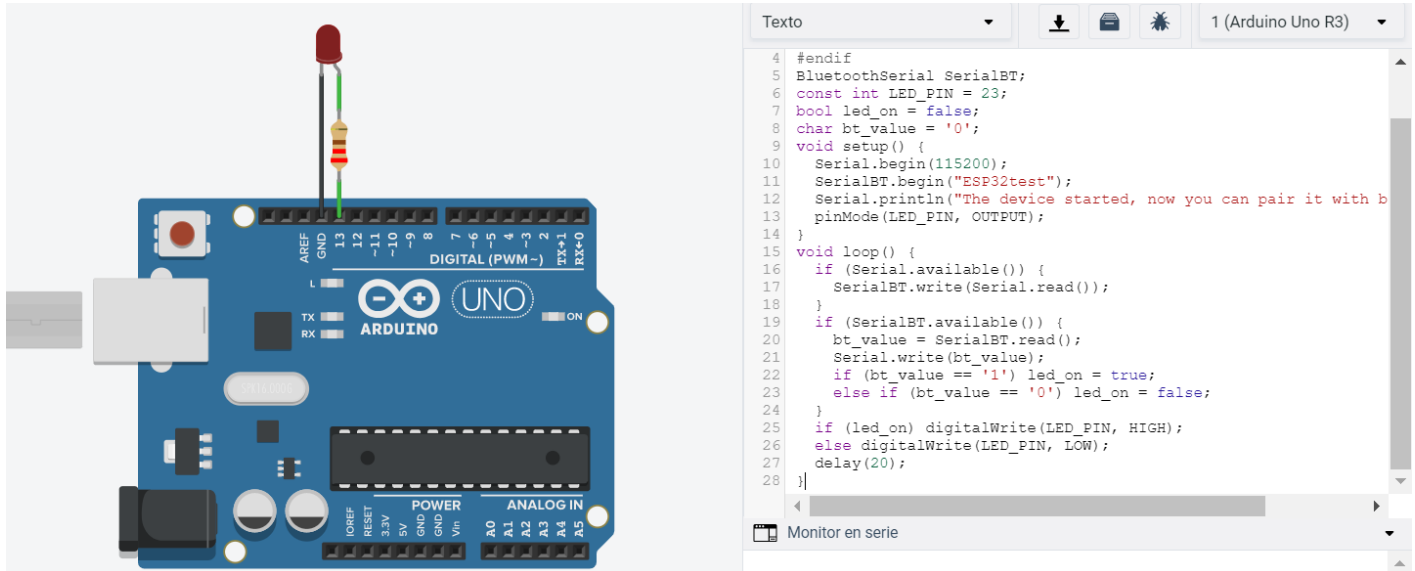 Texto
1 (Arduino Uno R3)
4 #endif
5 BluetoothSerial SerialBT;
6 const int LED_PIN = 23;
7 bool led_on = false;
8 char bt_value = '0';
9 void setup() {
10 Serial.begin(115200);
11 SerialBT.begin("ESP32test");
12 Serial.println("The device started, now you can pair it with b
13 pinMode(LED_PIN, OUTPUT);
14 }
15 void loop() {
16 if (Serial.available()) {
17 SerialBT.write(Serial.read());
18 }
19 if (SerialBT.available()) {
20 bt_value = SerialBT.read();
21 Serial.write(bt_value);
22 if (bt_value == '1') led_on = true;
23 else if (bt_value == '0') led_on = false;
24 }
25 if (led_on) digitalWrite(LED_PIN, HIGH);
26 else digitalWrite(LED_PIN, LOW);
27 delay(20);
28 }
Monitor en serie
AREF GND 13 12 ~11 ~10 ~9 8 7 ~6 ~5 4 ~3 2 TX→1 RX←0
DIGITAL (PWM~)
L
TX
RX
ARDUINO
UNO
ON
POWER
ANALOG IN
IOREF RESET 3.3V 5V GND GND Vin A0 A1 A2 A3 A4 A5